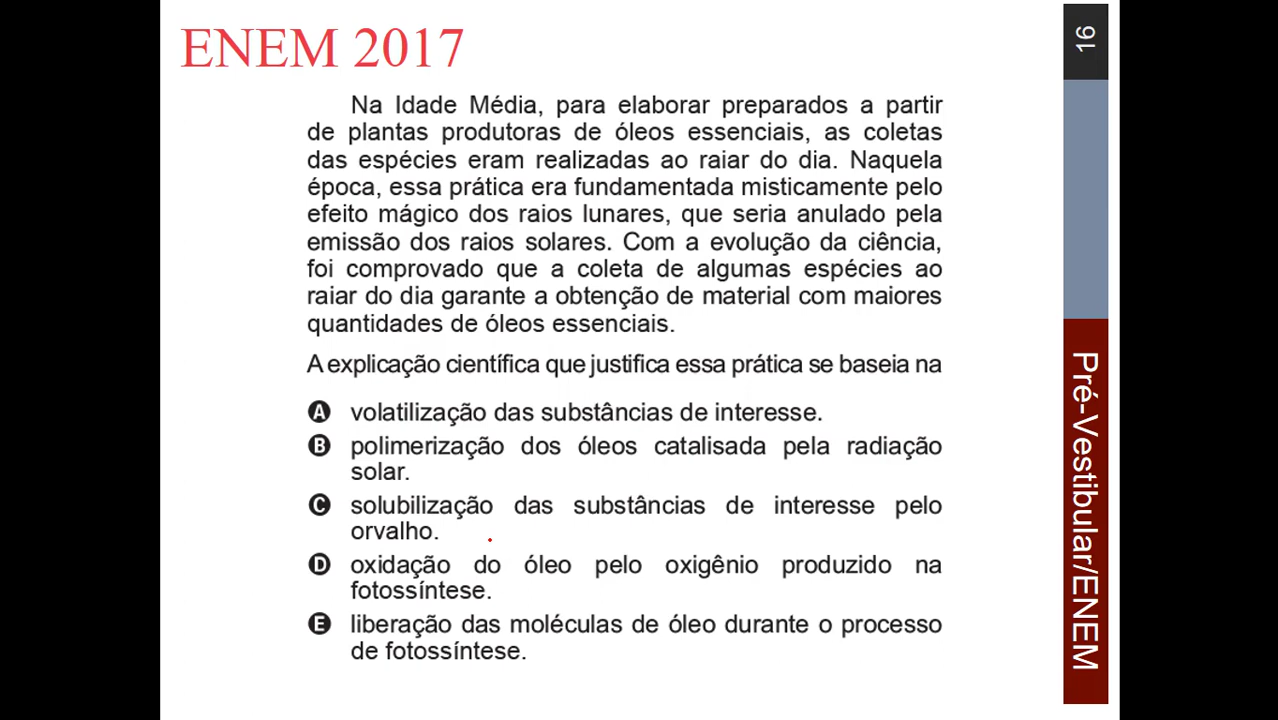 ENEM 2017
16
Na Idade Média, para elaborar preparados a partir
de plantas produtoras de óleos essenciais, as coletas
das espécies eram realizadas ao raiar do dia. Naquela
época, essa prática era fundamentada misticamente pelo
efeito mágico dos raios lunares, que seria anulado pela
emissão dos raios solares. Com a evolução da ciência,
foi comprovado que a coleta de algumas espécies ao
raiar do dia garante a obtenção de material com maiores
quantidades de óleos essenciais.
A explicação científica que justifica essa prática se baseia na
A volatilização das substâncias de interesse.
B polimerização dos óleos catalisada pela radiação
solar.
C solubilização das substâncias de interesse pelo
orvalho.
D oxidação do óleo pelo oxigênio produzido na
fotossíntese.
E liberação das moléculas de óleo durante o processo
de fotossíntese.
Pré-Vestibular/ENEM